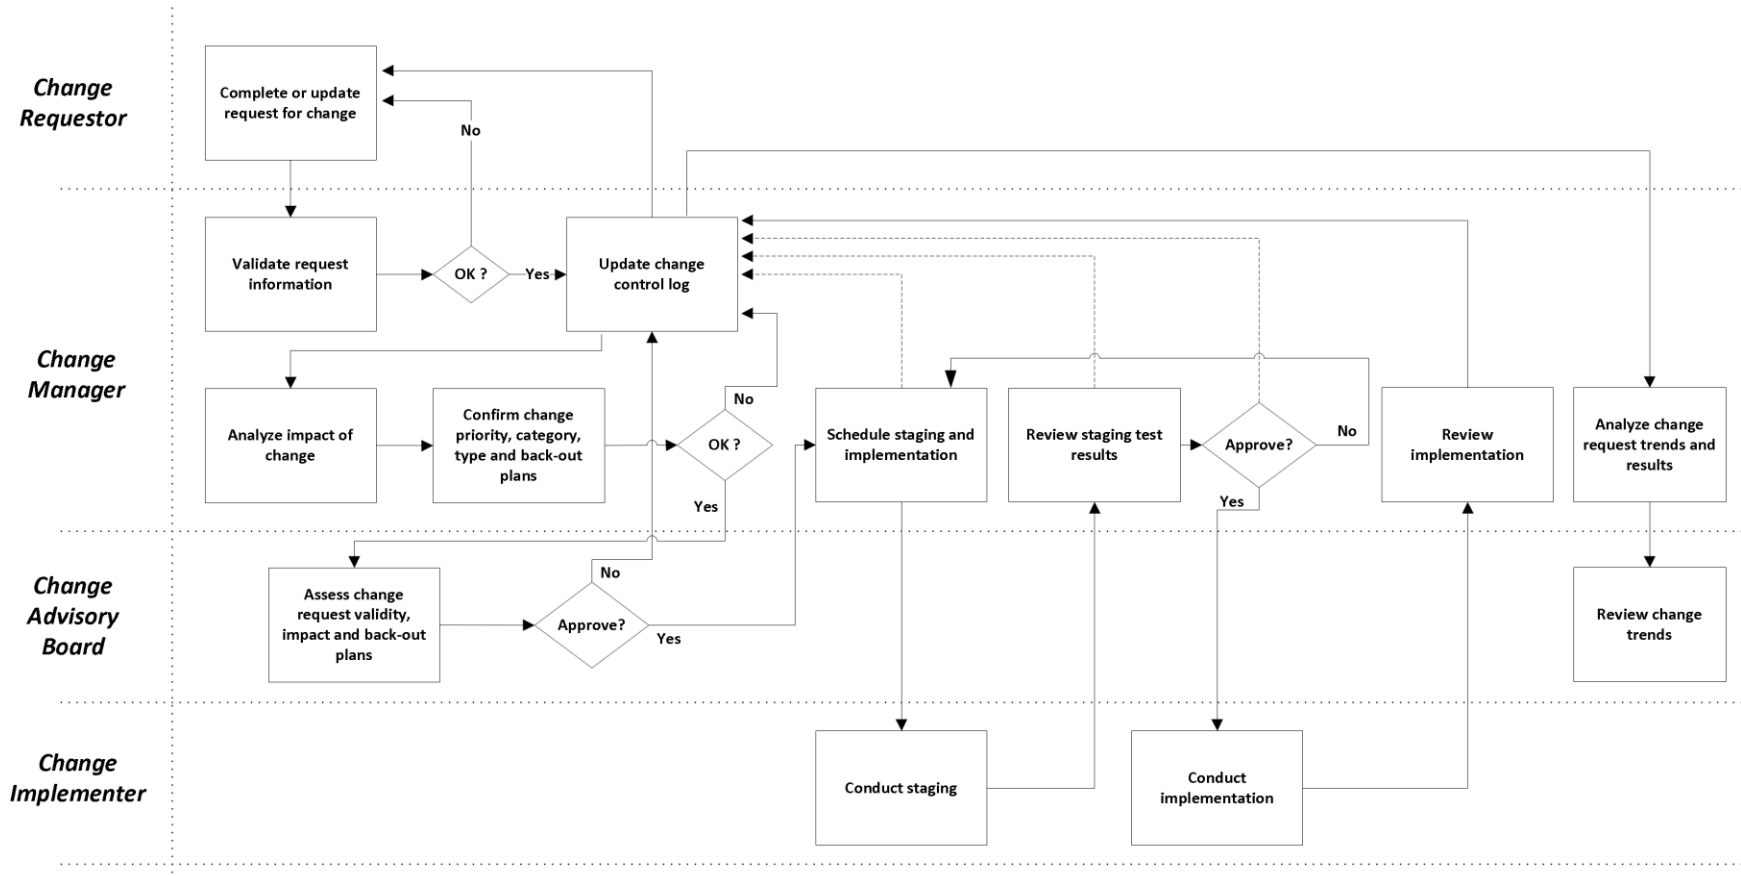 Change
Requestor
Complete or update
request for change
No
Change
Manager
Validate request
information
OK ?
Yes
Update change
control log
Analyze impact of
change
Confirm change
priority, category,
type and back-out
plans
No
OK ?
Yes
Schedule staging and
implementation
Review staging test
results
Approve?
No
Yes
Review
implementation
Analyze change
request trends and
results
Change
Advisory
Board
Assess change
request validity,
impact and back-out
plans
No
Approve?
Yes
Review change
trends
Change
Implementer
Conduct staging
Conduct
implementation